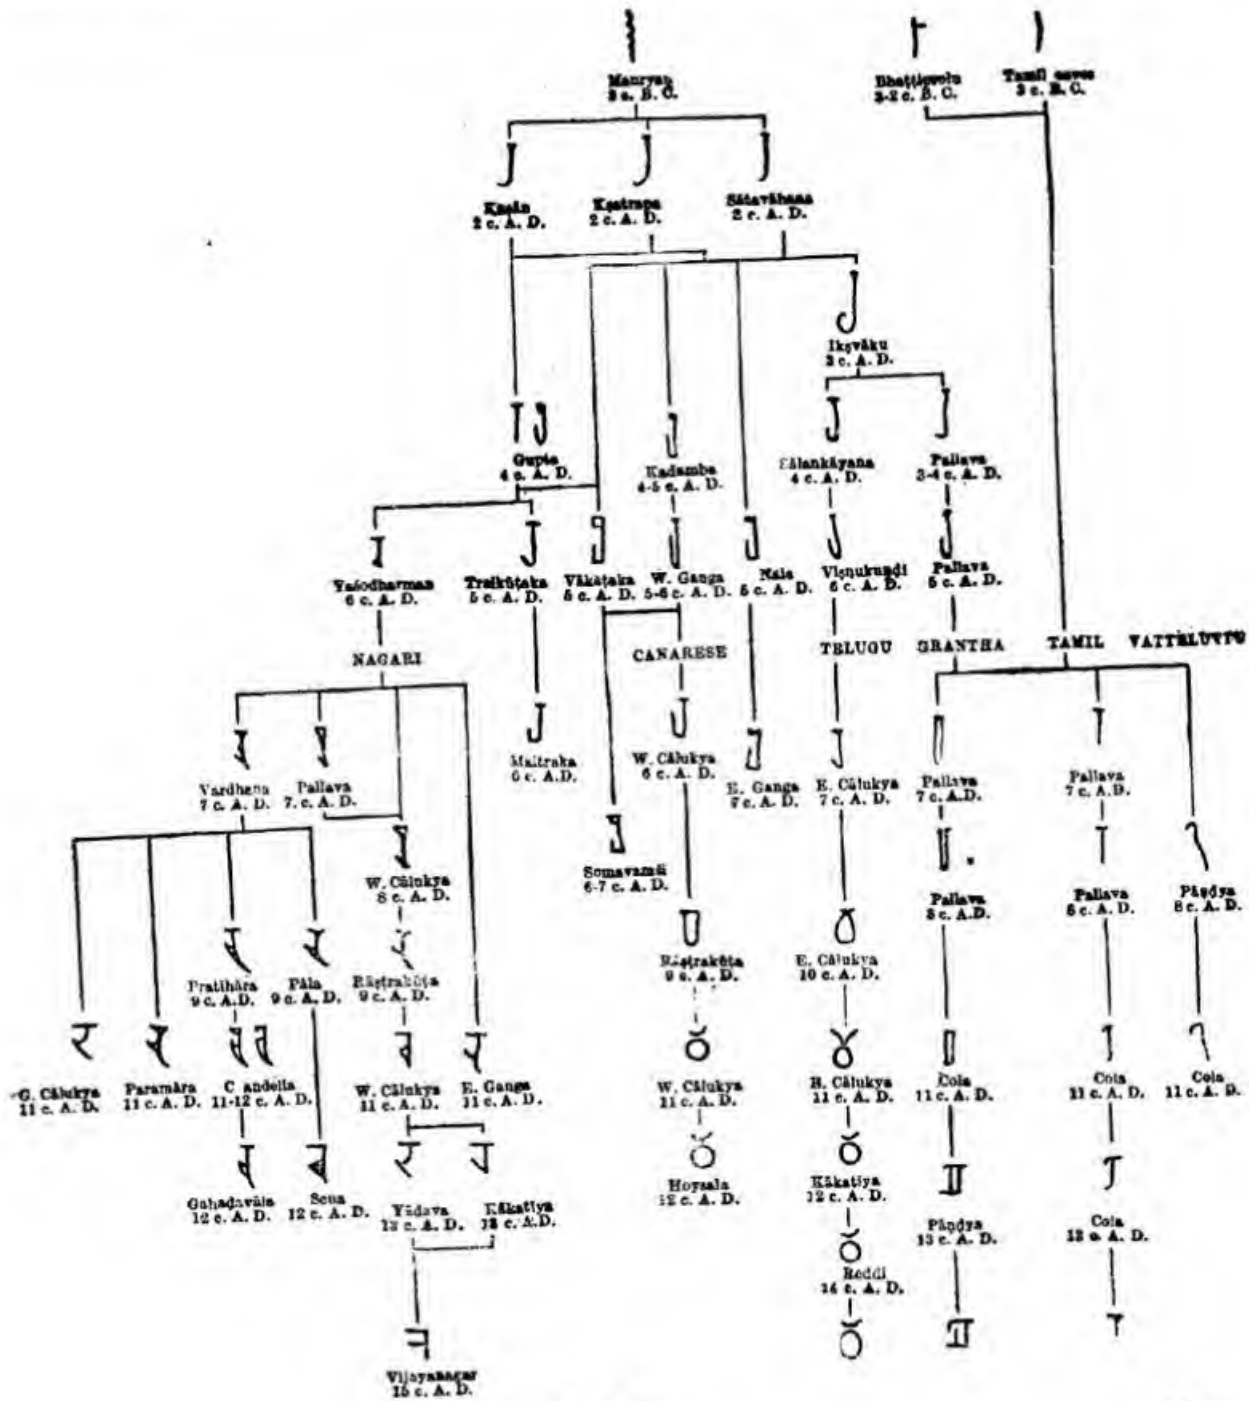 Mauryan
3 c. B. C.
Bhaṭṭiprolu
3-2 c. B. C.
Tamil caves
3 c. B. C.
Kuṣān
2 c. A. D.
Kṣatrapa
2 c. A. D.
Sātavāhana
2 c. A. D.
Ikṣvāku
3 c. A. D.
Gupta
4 c. A. D.
Kadamba
4-5 c. A. D.
Sālankāyana
4 c. A. D.
Pallava
3-4 c. A. D.
Yaśodharman
6 c. A. D.
Traikūṭaka
5 c. A. D.
Vākāṭaka
5 c. A. D.
W. Ganga
5-6 c. A. D.
Nala
5 c. A. D.
Viṣṇukuṇḍi
6 c. A. D.
Pallava
5 c. A. D.
NAGARI
CANARESE
TELUGU
GRANTHA
TAMIL
VATTELUTTU
Vardhana
7 c. A. D.
Pallava
7. c. A. D.
Maitraka
6 c. A.D.
W. Cālukya
6 c. A. D.
E. Ganga
7 c. A. D.
E. Cālukya
7 c. A. D.
Pallava
7 c. A.D.
Pallava
7 c. A. D.
W. Cālukya
8 c. A. D.
Somavamśi
6-7 c. A. D.
Pallava
8 c. A.D.
Pallava
8 c. A. D.
Pāṇḍya
8 c. A. D.
Pratihāra
9 c. A.D.
Pāla
9 c. A. D.
Rāṣṭrakūṭa
9 c. A. D.
Rāṣṭrakūṭa
9 c. A. D.
E. Cālukya
10 c. A. D.
G. Cālukya
11 c. A. D.
Paramāra
11 c. A. D.
C andella
11-12 c. A. D.
W. Cālukya
11 c. A. D.
E. Ganga
11 c. A. D.
W. Cālukya
11 c. A. D.
Cālukya
11 c. A. D.
Cola
11 c. A. D.
Cola
11 c. A. D.
Cola
11 c. A. D.
Gahaḍavāla
12 c. A. D.
Sena
12 c. A. D.
Yādava
13 c. A. D.
Kākatīya
13 c. A.D.
Hoysala
12 c. A. D.
Kākatīya
12 c. A. D.
Pāṇḍya
13 c. A. D.
Cola
A. D.
Reddi
14 c. A. D.
Vijayanagar
15 c. A. D.